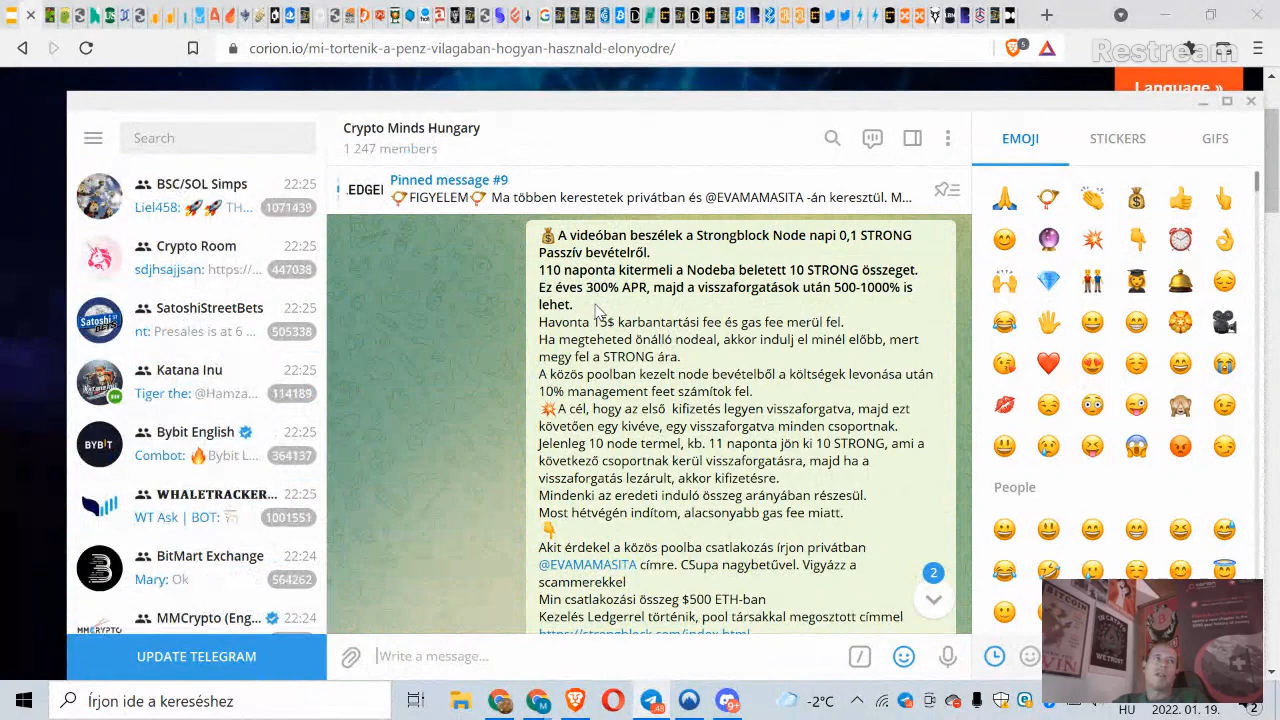 corion.io/mi-tortenik-a-penz-vilagaban-hogyan-hasznald-elonyodre/
5
Restream
Language »
Search
Crypto Minds Hungary
1 247 members
EMOJI
STICKERS
GIFS
Pinned message #9
FIGYELEM Ma többen kerestetek privátban és @EVAMAMASITA -án keresztül. M...
BSC/SOL Simps
22:25
Liel458: 🚀🚀 TH...
1071439
Crypto Room
22:25
sdjhsajjsan: https:/...
447038
SatoshiStreetBets
22:25
nt: Presales is at 6 ...
505338
Katana Inu
22:25
Tiger the: @Hamza...
114189
Bybit English
22:25
Combot: 🔥Bybit L...
364137
WHALETRACKER...
22:25
WT Ask | BOT:
1001551
BitMart Exchange
22:24
Mary: Ok
564262
MMCrypto (Eng...
22:24
UPDATE TELEGRAM
💰A videóban beszélek a Strongblock Node napi 0,1 STRONG
Passzív bevételről.
110 naponta kitermeli a Nodeba beletett 10 STRONG összeget.
Ez éves 300% APR, majd a visszaforgatások után 500-1000% is
lehet.
Havonta 15$ karbantartási fee és gas fee merül fel.
Ha megteheted önálló nodeal, akkor indulj el minél előbb, mert
megy fel a STRONG ára.
A közös poolban kezelt node bevételből a költségek levonása után
10% management feet számítok fel.
💥A cél, hogy az első kifizetés legyen visszaforgatva, majd ezt
követően egy kivéve, egy visszaforgatva minden csoportnak.
Jelenleg 10 node termel, kb. 11 naponta jön ki 10 STRONG, ami a
következő csoportnak kerül visszaforgatásra, majd ha a
visszaforgatás lezárult, akkor kifizetésre.
Mindenki az eredeti induló összeg arányában részesül.
Most hétvégén indítom, alacsonyabb gas fee miatt.
👇
Akit érdekel a közös poolba csatlakozás írjon privátban
@EVAMAMASITA címre. CSupa nagybetűvel. Vigyázz a
scammerekkel
Min csatlakozási összeg $500 ETH-ban
Kezelés Ledgerrel történik, pool társakkal megosztott címmel
https://strongblock.com/index.html
2
Write a message...
People
BITCOIN
Írjon ide a kereséshez
-2°C
HU
2022. 01. 19.